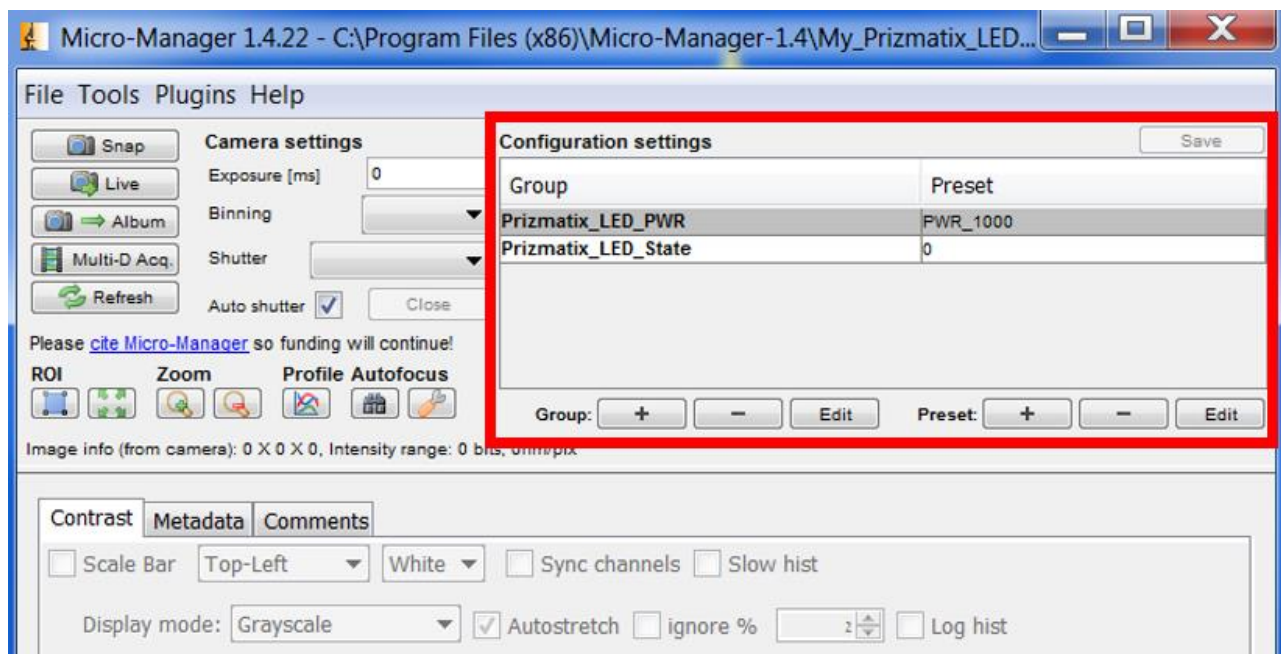 Micro-Manager 1.4.22 - C:\Program Files (x86)\Micro-Manager-1.4\My_Prizmatix_LED...
File Tools Plugins Help
Snap
Live
Album
Multi-D Acq.
Refresh
Camera settings
Exposure [ms] 0
Binning
Shutter
Auto shutter Close
Configuration settings Save
Group Preset
Prizmatix_LED_PWR PWR_1000
Prizmatix_LED_State 0
Group: + - Edit Preset: + - Edit
Please cite Micro-Manager so funding will continue!
ROI Zoom Profile Autofocus
Image info (from camera): 0 X 0 X 0, Intensity range: 0 bits, 0nm/pix
Contrast Metadata Comments
Scale Bar Top-Left White Sync channels Slow hist
Display mode: Grayscale Autostretch ignore % 2 Log hist